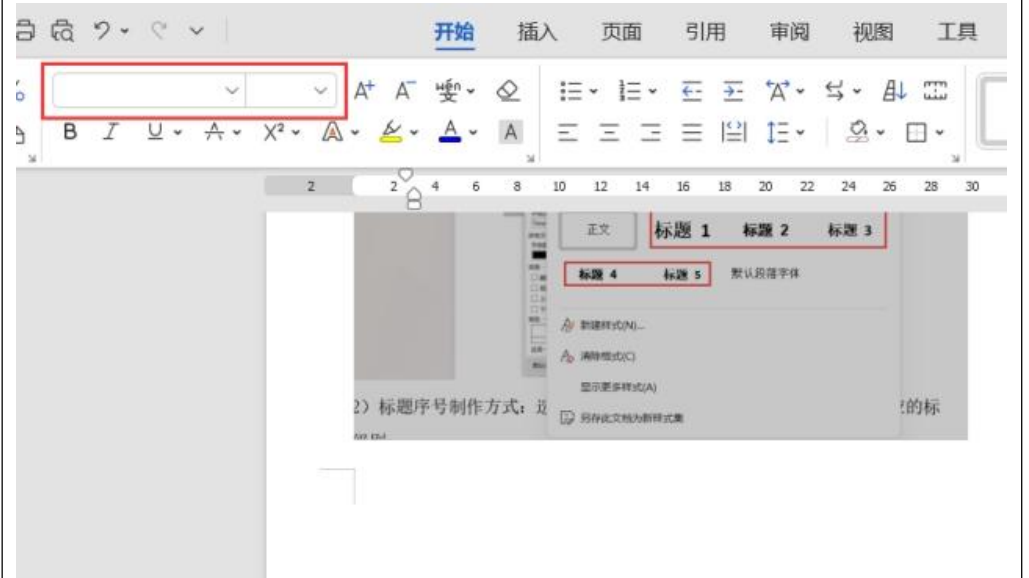 开始 插入 页面 引用 审阅 视图 工具
A+ A- wén 变 A
B I U A X² A A A
2 2 4 6 8 10 12 14 16 18 20 22 24 26 28 30
正文 标题 1 标题 2 标题 3
标题 4 标题 5 默认段落字体
新建样式(N)...
清除格式(C)
显示更多样式(A)
2）标题序号制作方式：
的标
另存此文档为新样式集